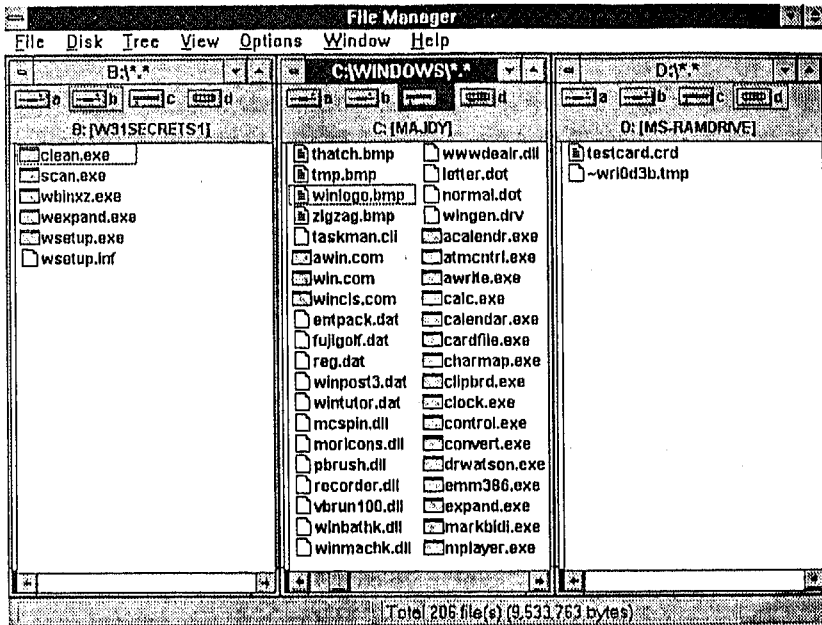 File Manager
File Disk Tree View Options Window Help
B:\*.*
a b c d
B: [W31SECRETS1]
clean.exe
scan.exe
wbinxz.exe
wexpand.exe
wsetup.exe
wsetup.inf
C:\WINDOWS\*.*
a b d
C: [MAJDY]
thatch.bmp
tmp.bmp
winlogo.bmp
zigzag.bmp
taskman.cli
awin.com
win.com
wincis.com
entpack.dat
fujigolf.dat
reg.dat
winpost3.dat
wintutor.dat
mcspin.dll
moricons.dll
pbrush.dll
recorder.dll
vbrun100.dll
winbathk.dll
winmachk.dll
wwwdealr.dll
letter.dot
normal.dot
wingen.drv
acalendr.exe
atmcntrl.exe
awrite.exe
calc.exe
calendar.exe
cardfile.exe
charmap.exe
clipbrd.exe
clock.exe
control.exe
convert.exe
drwatson.exe
emm386.exe
expand.exe
markbidi.exe
mplayer.exe
D:\*.*
a b c d
D: [MS-RAMDRIVE]
testcard.crd
~wri0d3b.tmp
Total 206 file(s) (9,533,763 bytes)